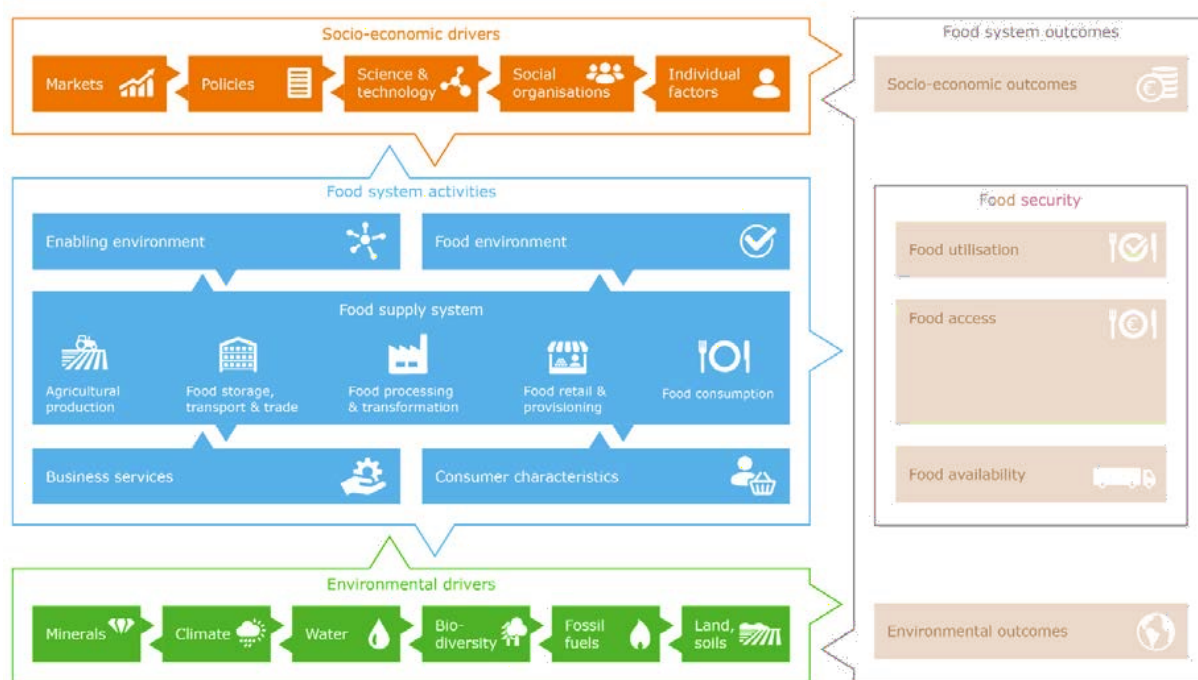 Socio-economic drivers
Markets
Policies
Science &
technology
Social
organisations
Individual
factors
Food system activities
Enabling environment
Food environment
Food supply system
Agricultural
production
Food storage,
transport & trade
Food processing
& transformation
Food retail &
provisioning
Food consumption
Business services
Consumer characteristics
Environmental drivers
Minerals
Climate
Water
Bio-
diversity
Fossil
fuels
Land,
soils
Food system outcomes
Socio-economic outcomes
€
Food security
Food utilisation
Food access
€
Food availability
Environmental outcomes